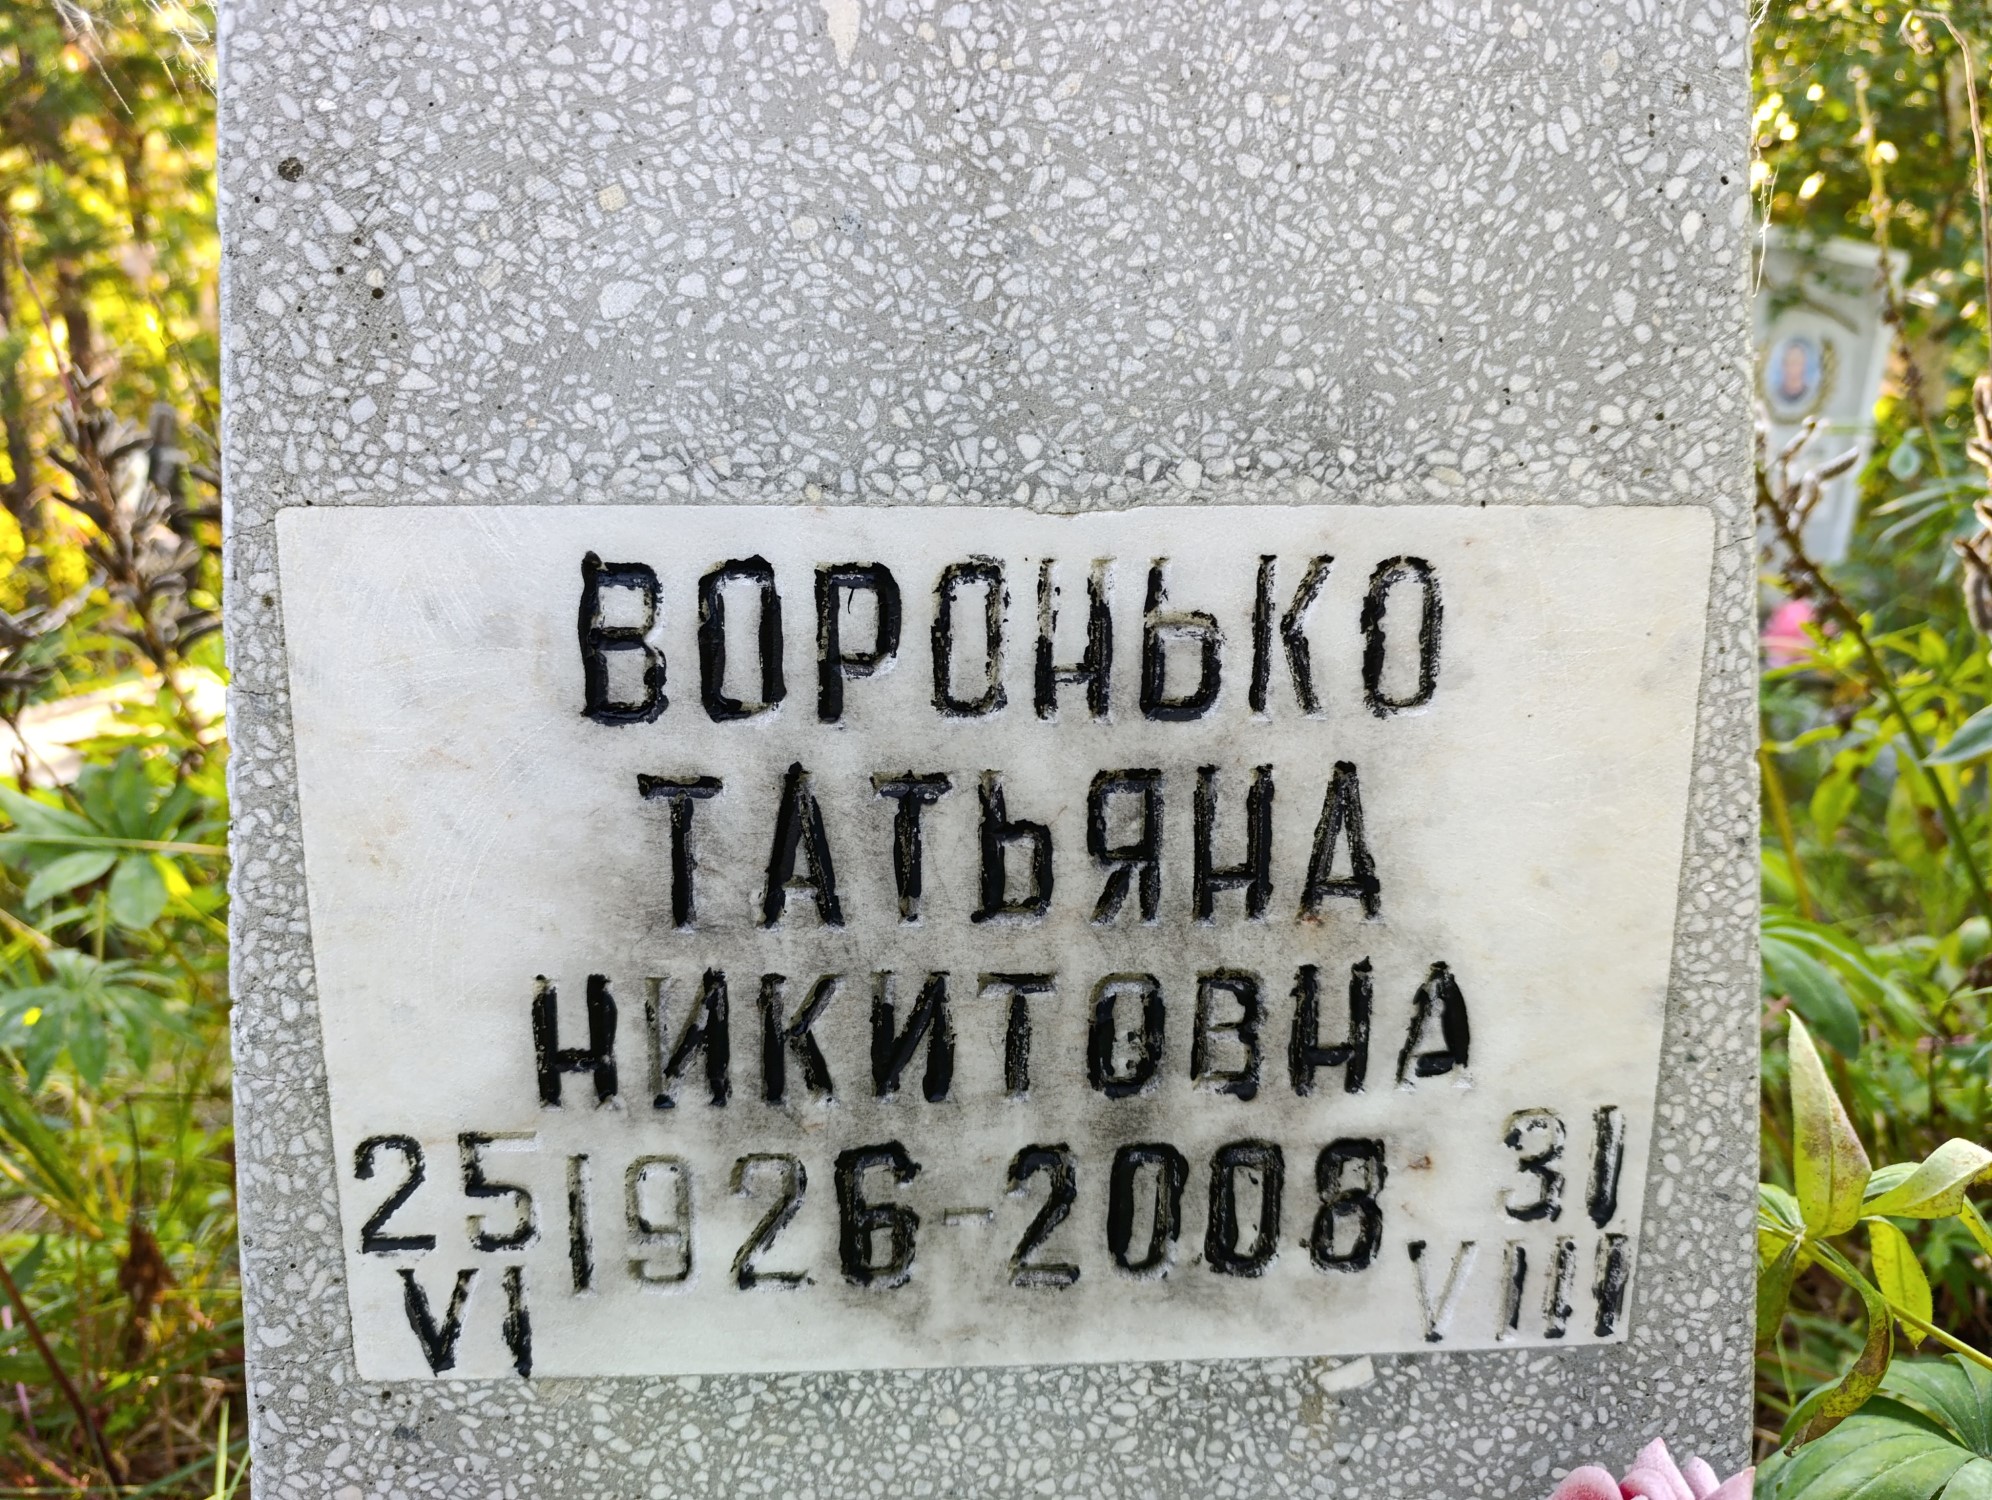 ВОРОНЬКО
ТАТЬЯНА
НИКИТОВНА
25 1926-2008 31
VI VIII